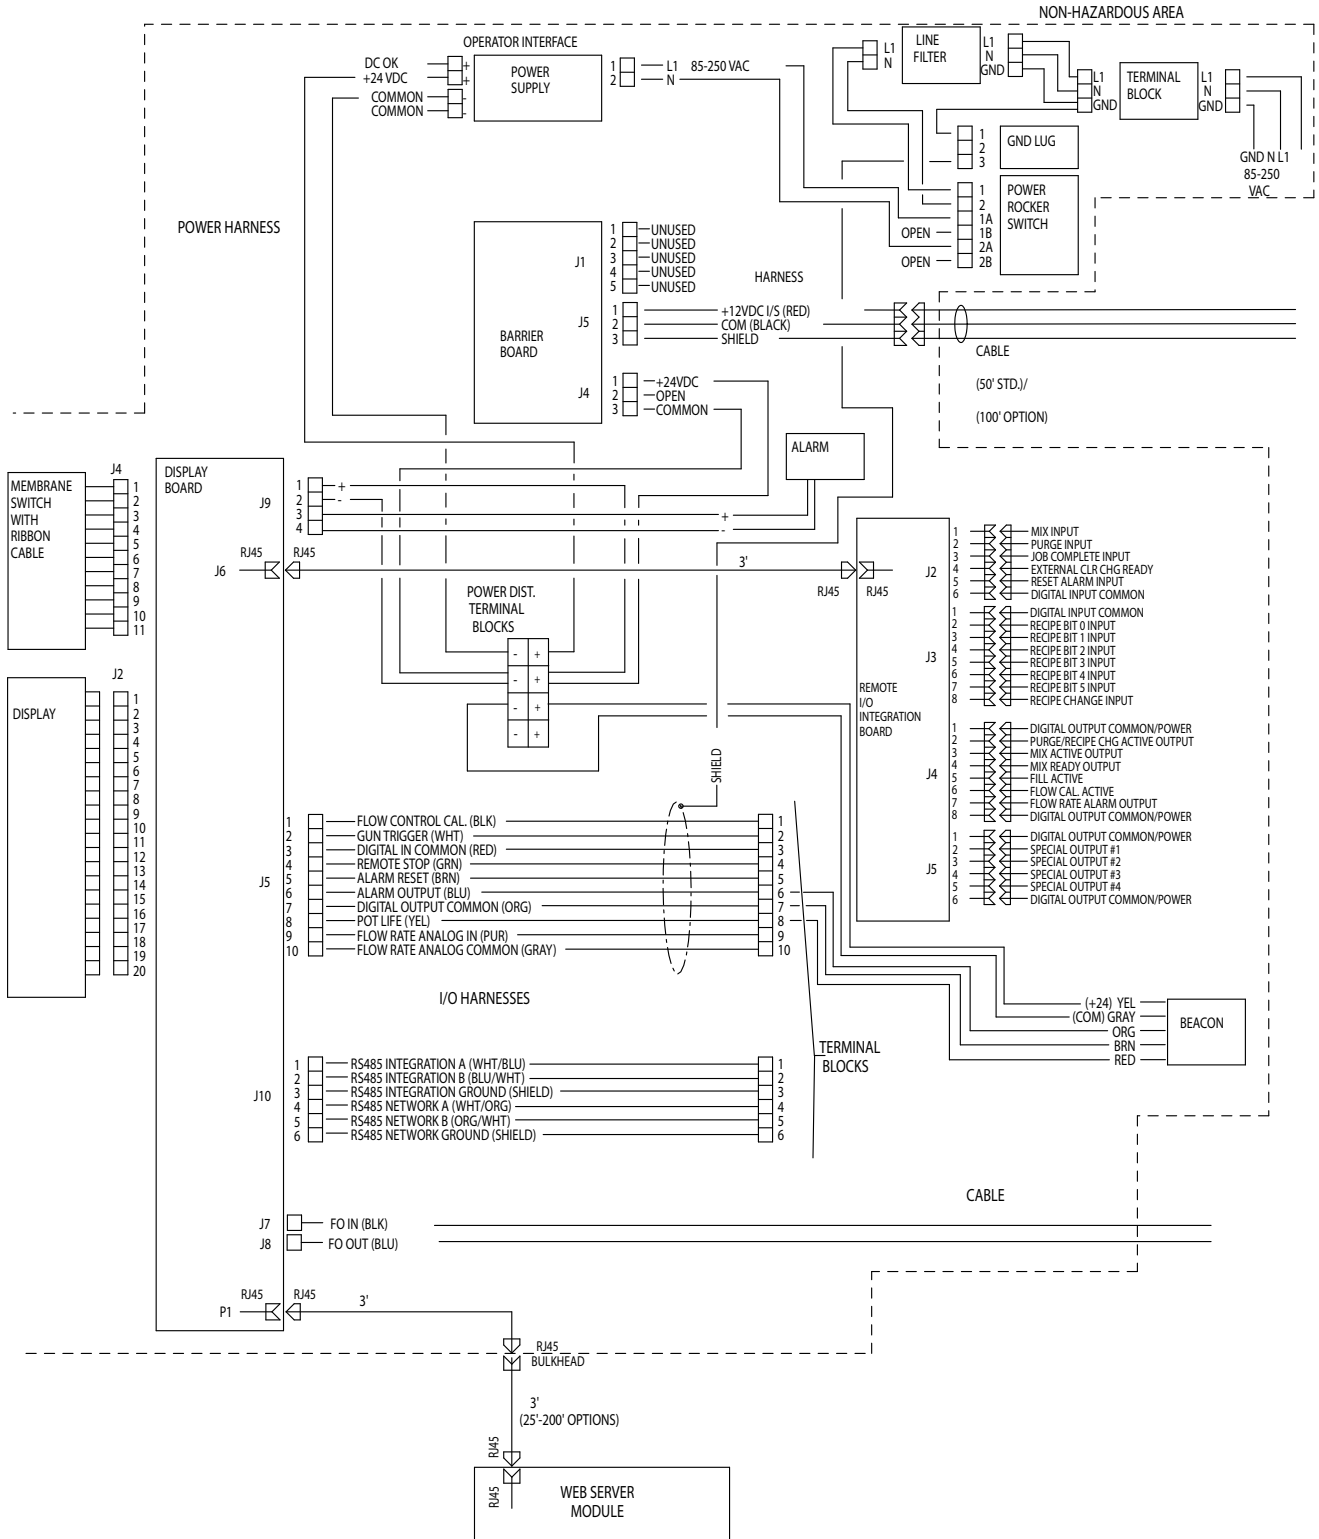 NON-HAZARDOUS AREA
OPERATOR INTERFACE
DC OK
+24 VDC
COMMON
COMMON
+
+
-
-
POWER
SUPPLY
1
2
L1 85-250 VAC
N
L1
N
LINE
FILTER
L1
N
GND
L1
N
GND
TERMINAL
BLOCK
L1
N
GND
GND N L1
85-250
VAC
1
2
3
GND LUG
1
2
1A
1B
2A
2B
OPEN
OPEN
POWER
ROCKER
SWITCH
POWER HARNESS
BARRIER
BOARD
J1
1 UNUSED
2 UNUSED
3 UNUSED
4 UNUSED
5 UNUSED
HARNESS
J5
1 +12VDC I/S (RED)
2 COM (BLACK)
3 SHIELD
CABLE
(50' STD.)/
(100' OPTION)
J4
1 +24VDC
2 OPEN
3 COMMON
ALARM
MEMBRANE
SWITCH
WITH
RIBBON
CABLE
J4
1
2
3
4
5
6
7
8
9
10
11
DISPLAY
BOARD
J9
1 +
2 -
3 +
4 -
J6
RJ45 RJ45
3'
RJ45 RJ45
POWER DIST.
TERMINAL
BLOCKS
- +
- +
- +
- +
REMOTE
I/O
INTEGRATION
BOARD
J2
1 MIX INPUT
2 PURGE INPUT
3 JOB COMPLETE INPUT
4 EXTERNAL CLR CHG READY
5 RESET ALARM INPUT
6 DIGITAL INPUT COMMON
J3
1 DIGITAL INPUT COMMON
2 RECIPE BIT 0 INPUT
3 RECIPE BIT 1 INPUT
4 RECIPE BIT 2 INPUT
5 RECIPE BIT 3 INPUT
6 RECIPE BIT 4 INPUT
7 RECIPE BIT 5 INPUT
8 RECIPE CHANGE INPUT
J4
1 DIGITAL OUTPUT COMMON/POWER
2 PURGE/RECIPE CHG ACTIVE OUTPUT
3 MIX ACTIVE OUTPUT
4 MIX READY OUTPUT
5 FILL ACTIVE
6 FLOW CAL. ACTIVE
7 FLOW RATE ALARM OUTPUT
8 DIGITAL OUTPUT COMMON/POWER
J5
1 DIGITAL OUTPUT COMMON/POWER
2 SPECIAL OUTPUT #1
3 SPECIAL OUTPUT #2
4 SPECIAL OUTPUT #3
5 SPECIAL OUTPUT #4
6 DIGITAL OUTPUT COMMON/POWER
DISPLAY
J2
1
2
3
4
5
6
7
8
9
10
11
12
13
14
15
16
17
18
19
20
SHIELD
J5
1 FLOW CONTROL CAL. (BLK) 1
2 GUN TRIGGER (WHT) 2
3 DIGITAL IN COMMON (RED) 3
4 REMOTE STOP (GRN) 4
5 ALARM RESET (BRN) 5
6 ALARM OUTPUT (BLU) 6
7 DIGITAL OUTPUT COMMON (ORG) 7
8 POT LIFE (YEL) 8
9 FLOW RATE ANALOG IN (PUR) 9
10 FLOW RATE ANALOG COMMON (GRAY) 10
I/O HARNESSES
(+24) YEL
(COM) GRAY
ORG
BRN
RED
BEACON
TERMINAL
BLOCKS
J10
1 RS485 INTEGRATION A (WHT/BLU) 1
2 RS485 INTEGRATION B (BLU/WHT) 2
3 RS485 INTEGRATION GROUND (SHIELD) 3
4 RS485 NETWORK A (WHT/ORG) 4
5 RS485 NETWORK B (ORG/WHT) 5
6 RS485 NETWORK GROUND (SHIELD) 6
CABLE
J7 FO IN (BLK)
J8 FO OUT (BLU)
P1
RJ45 RJ45
3'
RJ45
BULKHEAD
3'
(25'-200' OPTIONS)
RJ45
RJ45
WEB SERVER
MODULE